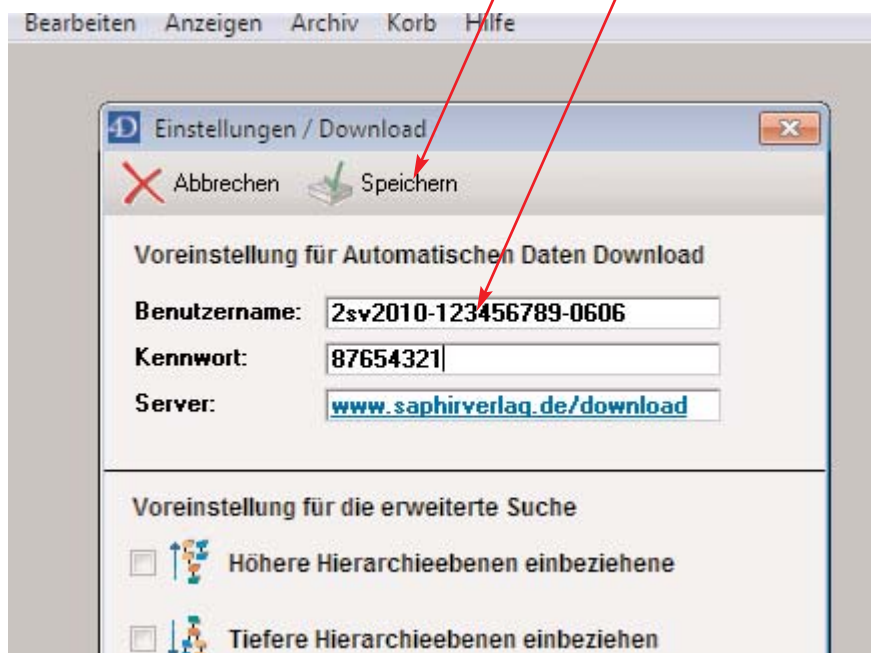 Bearbeiten Anzeigen Archiv Korb Hilfe
4D Einstellungen / Download
Abbrechen Speichern
Voreinstellung für Automatischen Daten Download
Benutzername: 2sv2010-123456789-0606
Kennwort: 87654321
Server: www.saphirverlag.de/download
Voreinstellung für die erweiterte Suche
Höhere Hierarchieebenen einbeziehene
Tiefere Hierarchieebenen einbeziehen